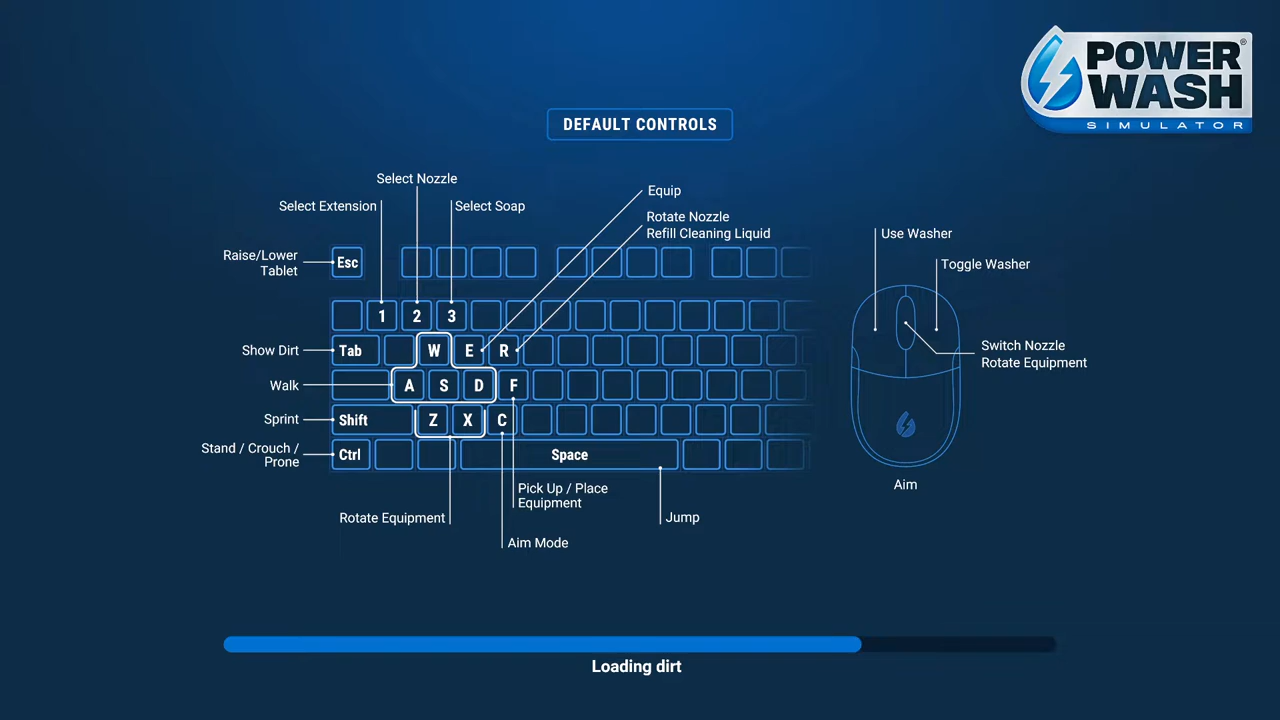 POWER®
WASH
SIMULATOR
DEFAULT CONTROLS
Select Nozzle
Select Extension
Select Soap
Equip
Rotate Nozzle
Refill Cleaning Liquid
Use Washer
Toggle Washer
Raise/Lower
Tablet
Esc
1 2 3
Show Dirt
Tab W E R
Switch Nozzle
Rotate Equipment
Walk
A S D F
Sprint
Shift Z X C
Stand / Crouch /
Prone
Ctrl Space
Aim
Pick Up / Place
Equipment
Rotate Equipment
Jump
Aim Mode
Loading dirt